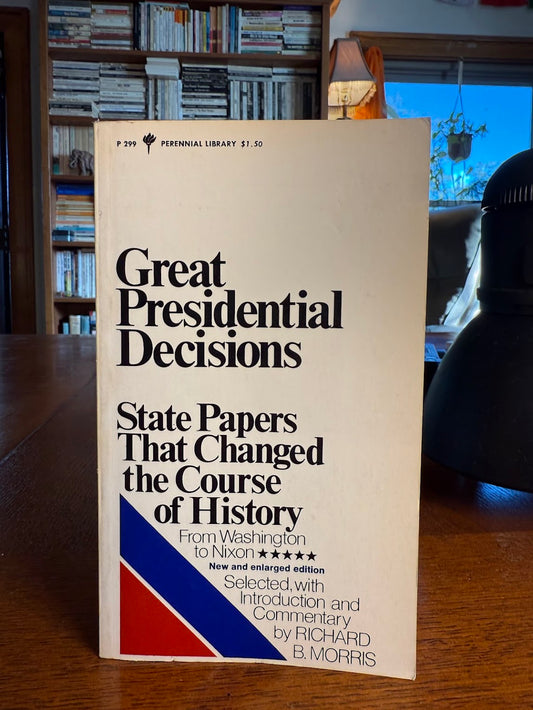 P 299 PERENNIAL LIBRARY $1.50
Great
Presidential
Decisions
State Papers
That Changed
the Course
of History
From Washington
to Nixon ★★★★★
New and enlarged edition
Selected, with
Introduction and
Commentary
by RICHARD
B. MORRIS